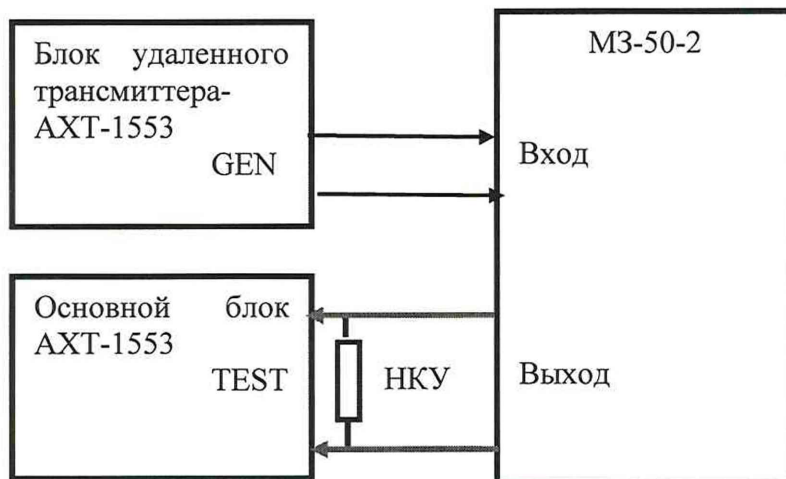 Блок удаленного
трансмиттера-
АХТ-1553
GEN
МЗ-50-2
Вход
Основной блок
АХТ-1553
TEST
НКУ
Выход